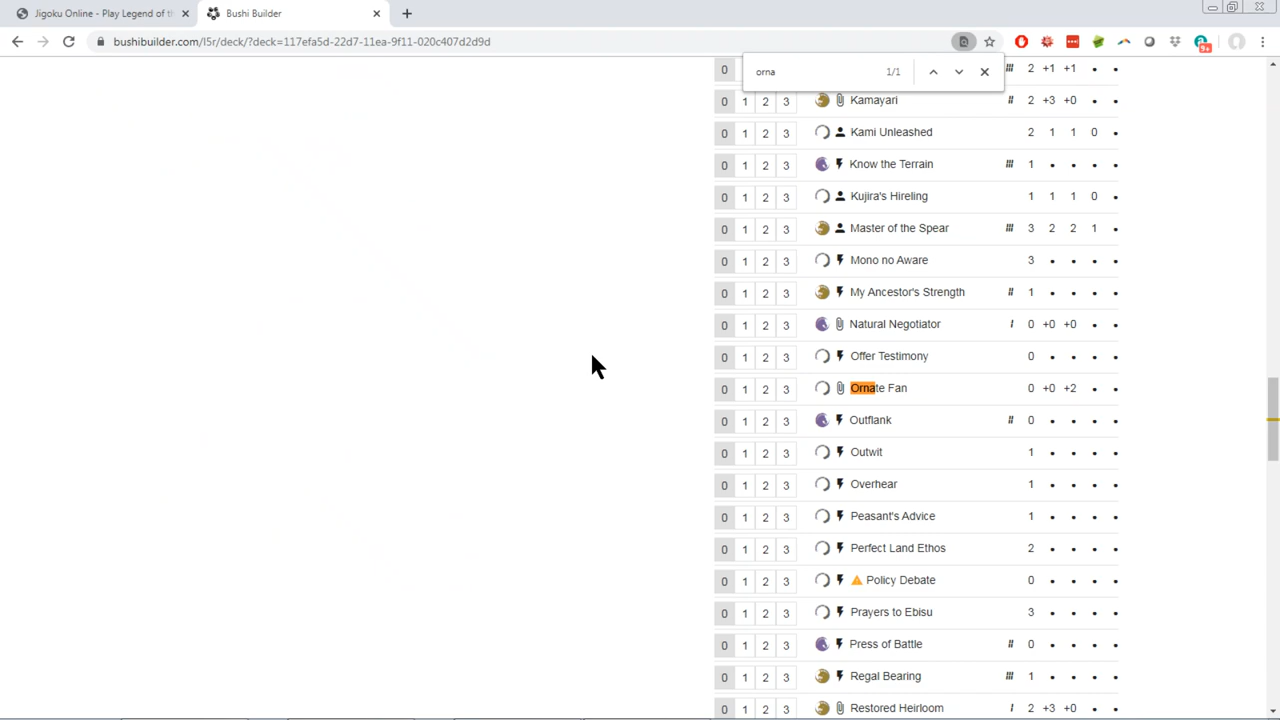 Jigoku Online - Play Legend of th
Bushi Builder
bushibuilder.com/l5r/deck/?deck=117efa5d-22d7-11ea-9f11-020c407d2d9d
9+
orna 1/1
0 2 +1 +1 • •
0 1 2 3 Kamayari 2 +3 +0 • •
0 1 2 3 Kami Unleashed 2 1 1 0 •
0 1 2 3 Know the Terrain 1 • • • •
0 1 2 3 Kujira's Hireling 1 1 1 0 •
0 1 2 3 Master of the Spear 3 2 2 1 •
0 1 2 3 Mono no Aware 3 • • • •
0 1 2 3 My Ancestor's Strength 1 • • • •
0 1 2 3 Natural Negotiator 0 +0 +0 • •
0 1 2 3 Offer Testimony 0 • • • •
0 1 2 3 Ornate Fan 0 +0 +2 • •
0 1 2 3 Outflank 0 • • • •
0 1 2 3 Outwit 1 • • • •
0 1 2 3 Overhear 1 • • • •
0 1 2 3 Peasant's Advice 1 • • • •
0 1 2 3 Perfect Land Ethos 2 • • • •
0 1 2 3 Policy Debate 0 • • • •
0 1 2 3 Prayers to Ebisu 3 • • • •
0 1 2 3 Press of Battle 0 • • • •
0 1 2 3 Regal Bearing 1 • • • •
0 1 2 3 Restored Heirloom 2 +3 +0 • •